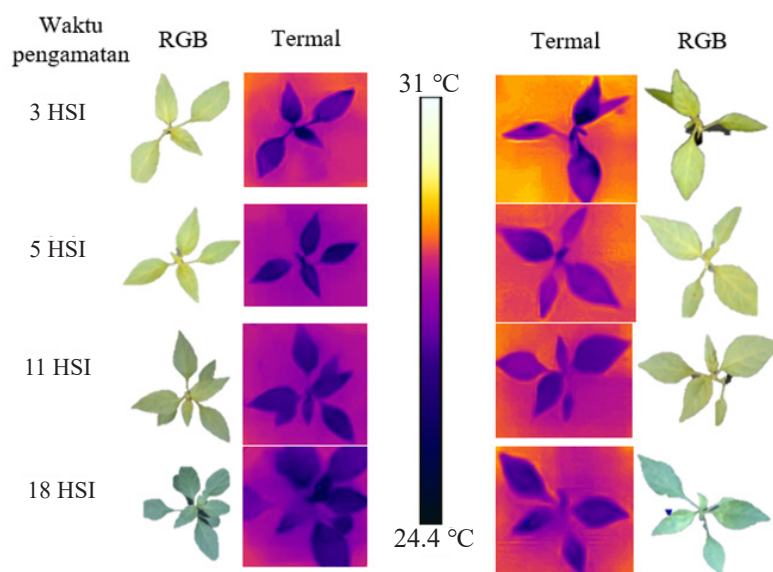 Waktu
pengamatan
RGB
Termal
Termal
RGB
31 °C
3 HSI
5 HSI
11 HSI
18 HSI
24.4 °C